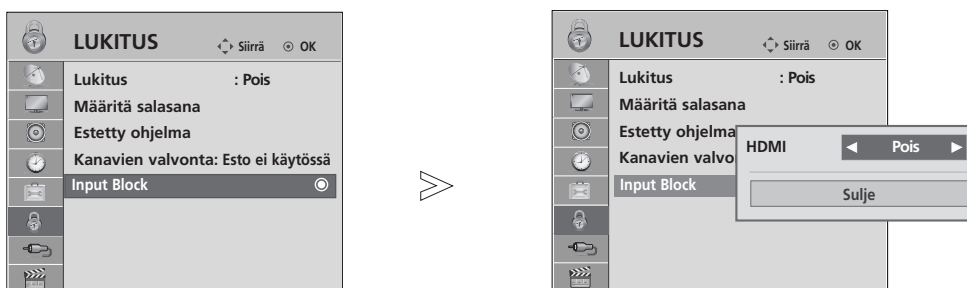 LUKITUS Siirrä OK
Lukitus : Pois
Määritä salasana
Estetty ohjelma
Kanavien valvonta: Esto ei käytössä
Input Block
LUKITUS Siirrä OK
Lukitus : Pois
Määritä salasana
Estetty ohjelma
Kanavien valvo
Input Block
HDMI ◀ Pois ▶
Sulje